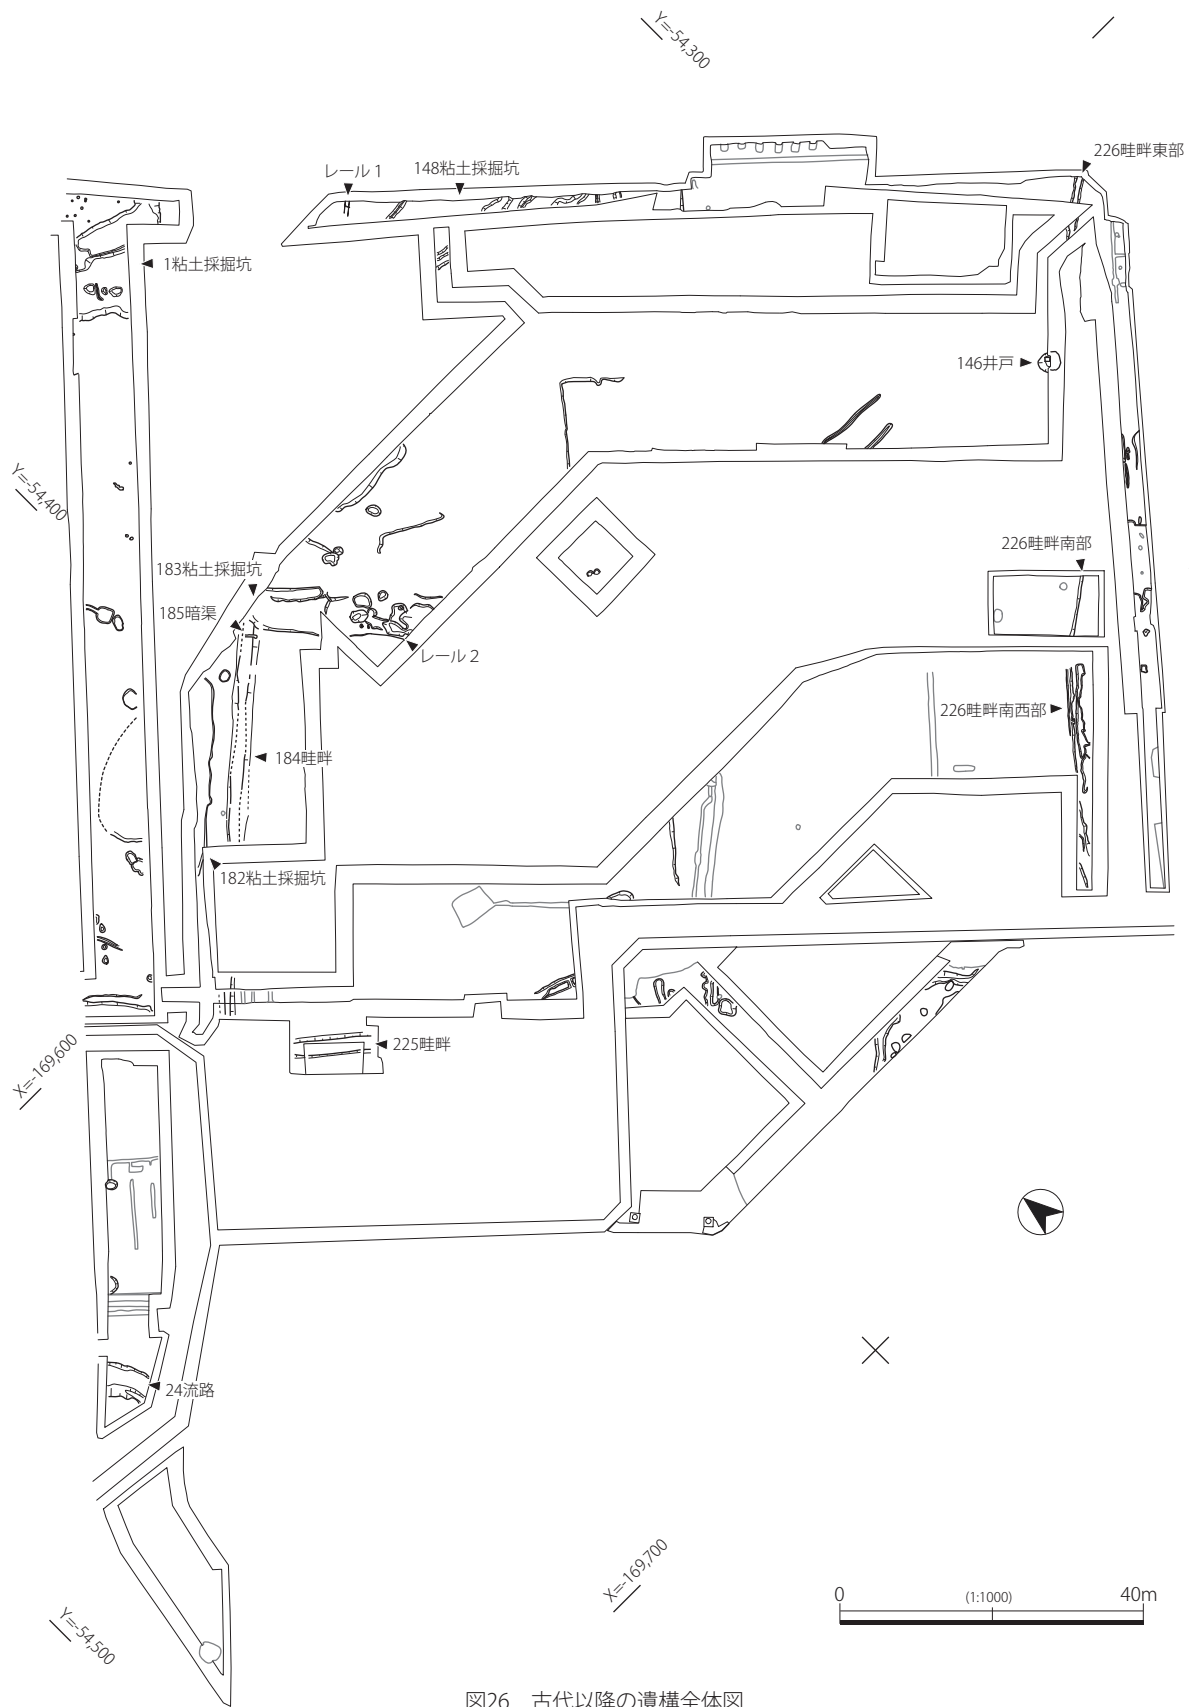 Y=-54,300
226畦畔東部
レール 1
148粘土採掘坑
1粘土採掘坑
146井戸
Y=-54,400
226畦畔南部
183粘土採掘坑
185暗渠
レール 2
226畦畔南西部
184畦畔
182粘土採掘坑
225畦畔
X=-169,600
24流路
X=-169,700
0
(1:1000)
40m
Y=-54,500
図26 古代以降の遺構全体図